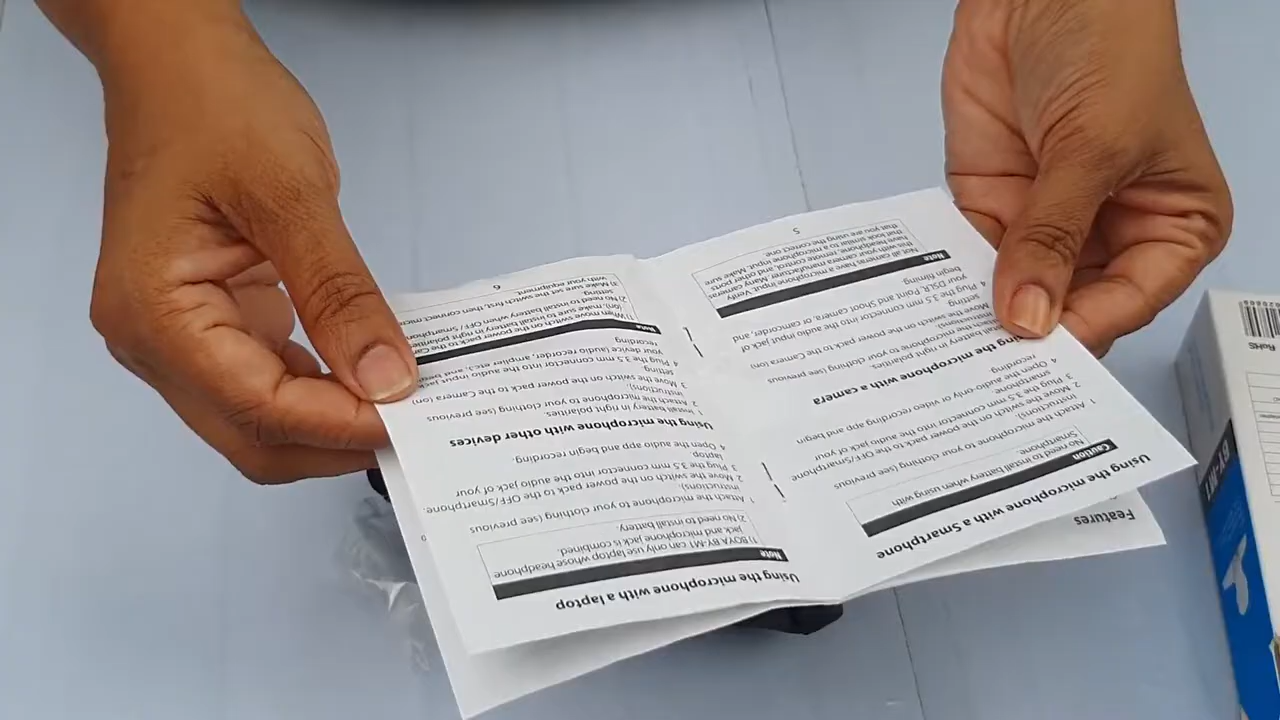 Using the microphone with a Smartphone
Caution
No need to install battery when using with
Smartphone.
1 Attach the microphone to your clothing (see previous
instructions).
2. Move the switch on the power pack to the OFF/Smartphone
3 Plug the 3.5 mm connector into the audio jack of your
Smartphone.
4 Open the audio or video recording app and begin
recording
Using the microphone with a camera
battery in right polarities.
microphone to your clothing (see previous
instructions).
Move the switch on the power pack to the Camera (on)
setting
4 Plug the 3.5 mm connector into the audio input jack of
your DSLR, Point and Shoot camera or camcorder, and
begin filming
Note
Not all cameras have a microphone input. Verify
this with your camera manufacturer. Many cameras
have headphone, remote control, and other ports
that look similar to a microphone input. Make sure
that you are using the correct one.
5
Using the microphone with a laptop
Note
1) BOYA BY-M1 can only use laptop whose headphone
jack and microphone jack is combined.
2) No need to install battery.
1 Attach the microphone to your clothing (see previous
instructions).
2 Move the switch on the power pack to the OFF/Smartphone.
3 Plug the 3.5 mm connector into the audio jack of your
laptop
4 Open the audio app and begin recording.
Using the microphone with other devices
1 Install battery in right polarities.
2 Attach the microphone to your clothing (see previous
instructions).
3 Move the switch on the power pack to the Camera (on)
setting
4 Plug the 3.5 mm connector into the audio input jack of
your device (audio recorder, amplifier, etc.) and begin
recording
Note
1) When move the switch on the power pack to the
sure to install battery in right polarities.
2) No need to install battery when OFF/Smartphone
setting
3) Make sure set the switch first, then connect
with your equipment.
6
Features
BY-M1
RoHS